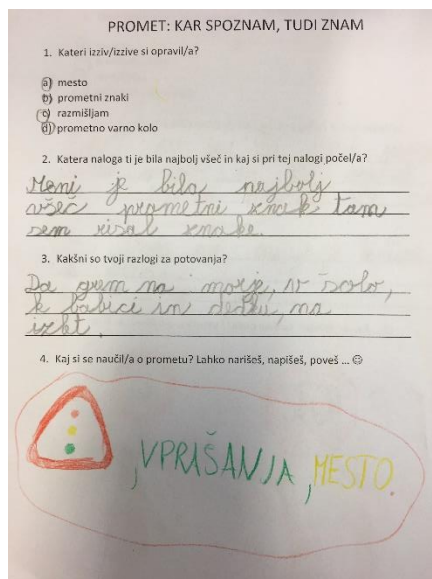 PROMET: KAR SPOZNAM, TUDI ZNAM
1. Kateri izziv/izzive si opravil/a?
a) mesto
b) prometni znaki
c) razmišljam
d) prometno varno kolo
2. Katera naloga ti je bila najbolj všeč in kaj si pri tej nalogi počel/a?
Meni je bila najbolj
všeč prometni znak tam
sem risal znake.
3. Kakšni so tvoji razlogi za potovanja?
Da grem na morje, v šolo,
k babici in dedku, na
izlet.
4. Kaj si se naučil/a o prometu? Lahko narišeš, napišeš, poveš ... ☺
, VPRAŠANJA, MESTO.